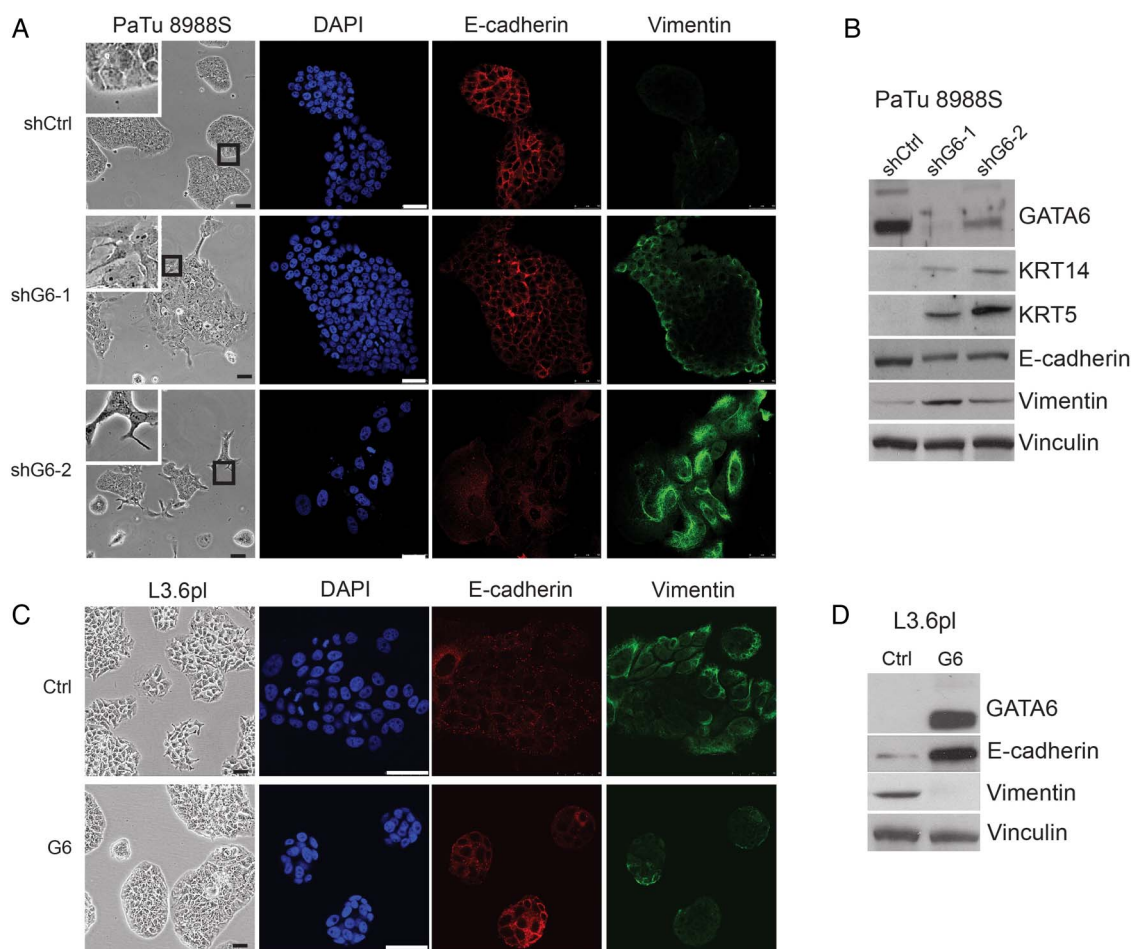 A
PaTu 8988S DAPI E-cadherin Vimentin
shCtrl
shG6-1
shG6-2
B
PaTu 8988S
shCtrl shG6-1 shG6-2
GATA6
KRT14
KRT5
E-cadherin
Vimentin
Vinculin
C
L3.6pl DAPI E-cadherin Vimentin
Ctrl
G6
D
L3.6pl
Ctrl G6
GATA6
E-cadherin
Vimentin
Vinculin